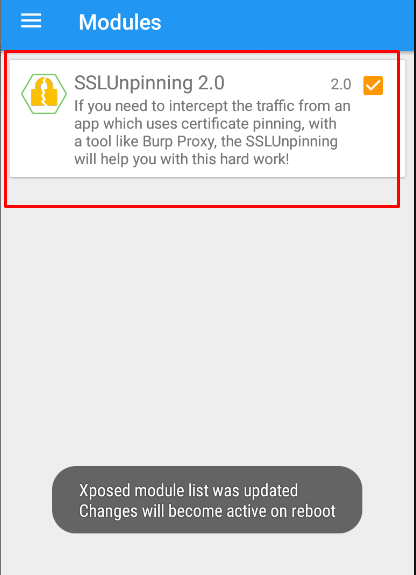 Modules
SSLUnpinning 2.0 2.0
If you need to intercept the traffic from an
app which uses certificate pinning, with
a tool like Burp Proxy, the SSLUnpinning
will help you with this hard work!
Xposed module list was updated
Changes will become active on reboot